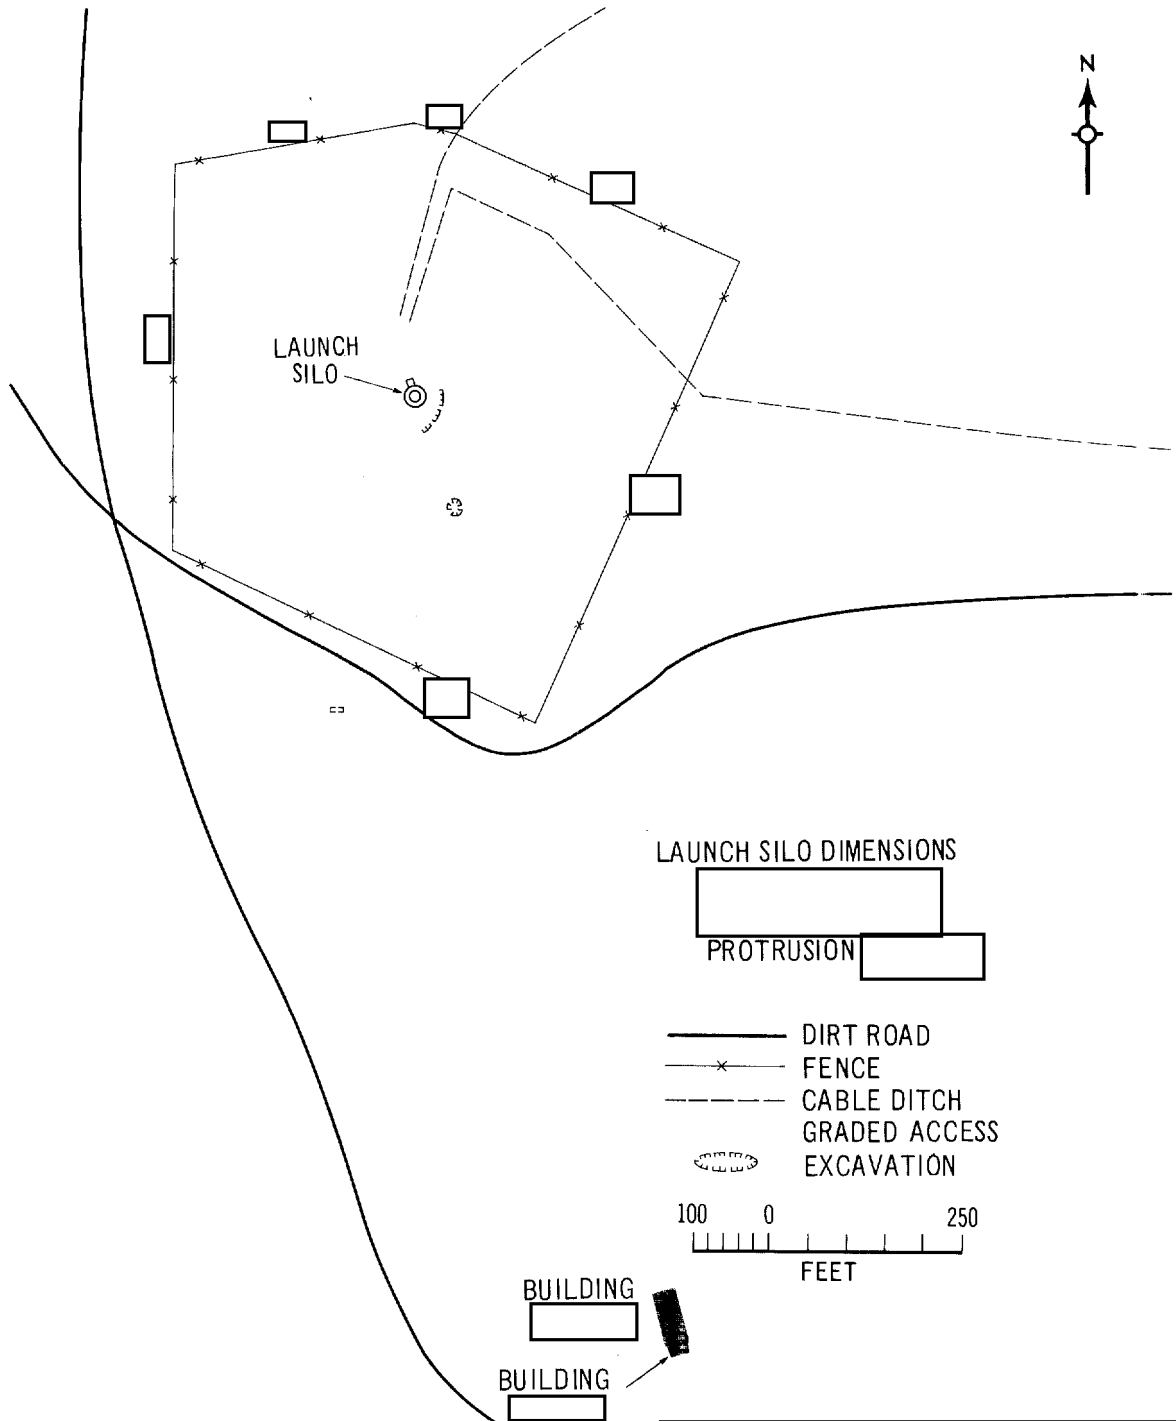 N
LAUNCH
SILO
LAUNCH SILO DIMENSIONS
PROTRUSION
DIRT ROAD
FENCE
CABLE DITCH
GRADED ACCESS
EXCAVATION
100 0 250
FEET
BUILDING
BUILDING